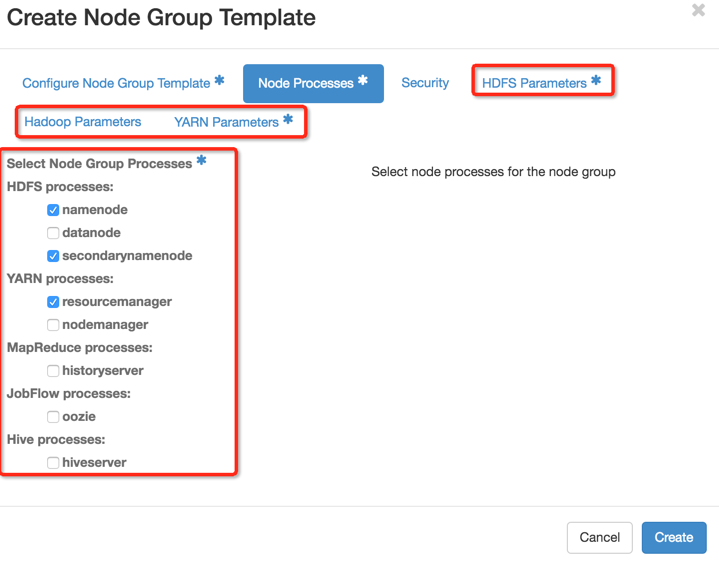 Create Node Group Template
Configure Node Group Template * Node Processes * Security HDFS Parameters *
Hadoop Parameters YARN Parameters *
Select Node Group Processes *
Select node processes for the node group
HDFS processes:
namenode
datanode
secondarynamenode
YARN processes:
resourcemanager
nodemanager
MapReduce processes:
historyserver
JobFlow processes:
oozie
Hive processes:
hiveserver
Cancel Create